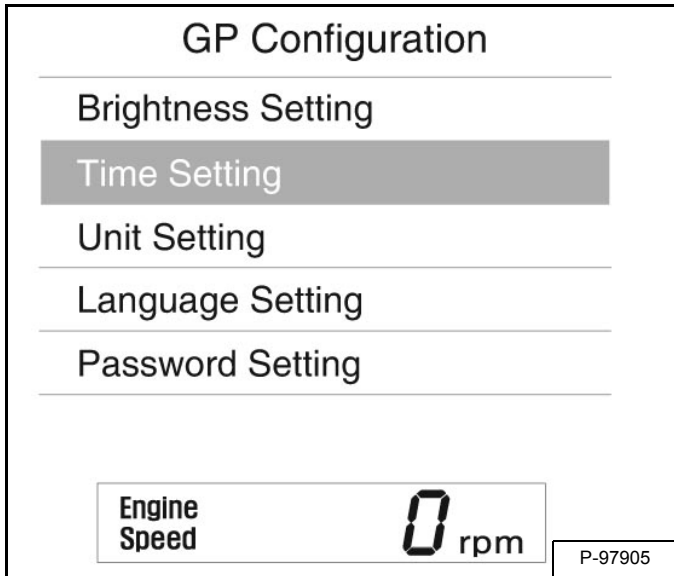 GP Configuration
Brightness Setting
Time Setting
Unit Setting
Language Setting
Password Setting
Engine
Speed
0 rpm
P-97905